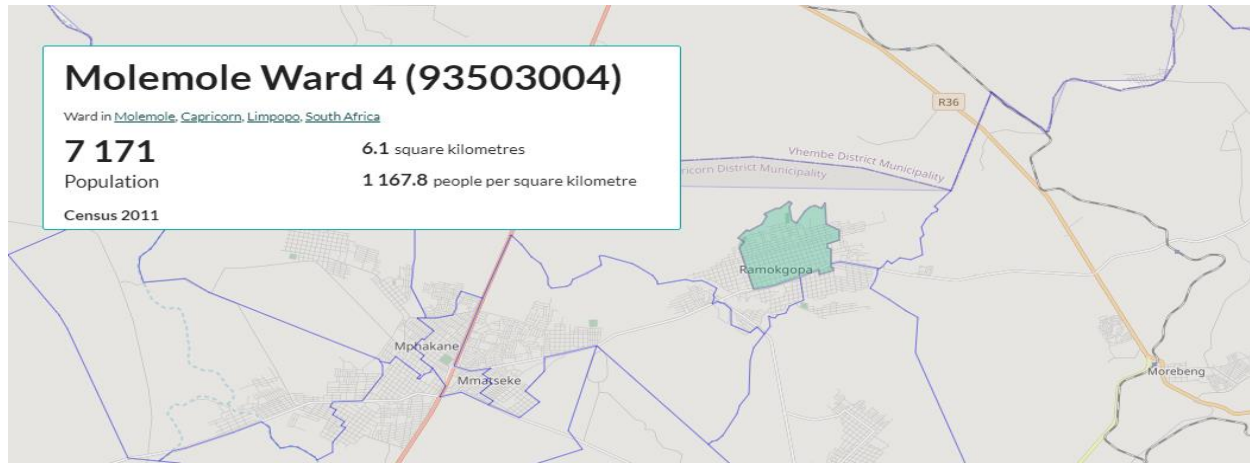 Molemole Ward 4 (93503004)
Ward in Molemole, Capricorn, Limpopo, South Africa
7 171
Population
6.1 square kilometres
1 167.8 people per square kilometre
Census 2011
R36
Vhembe District Municipality
ricorn District Municipality
Ramokgopa
Mphakane
Mmatseke
Morebeng